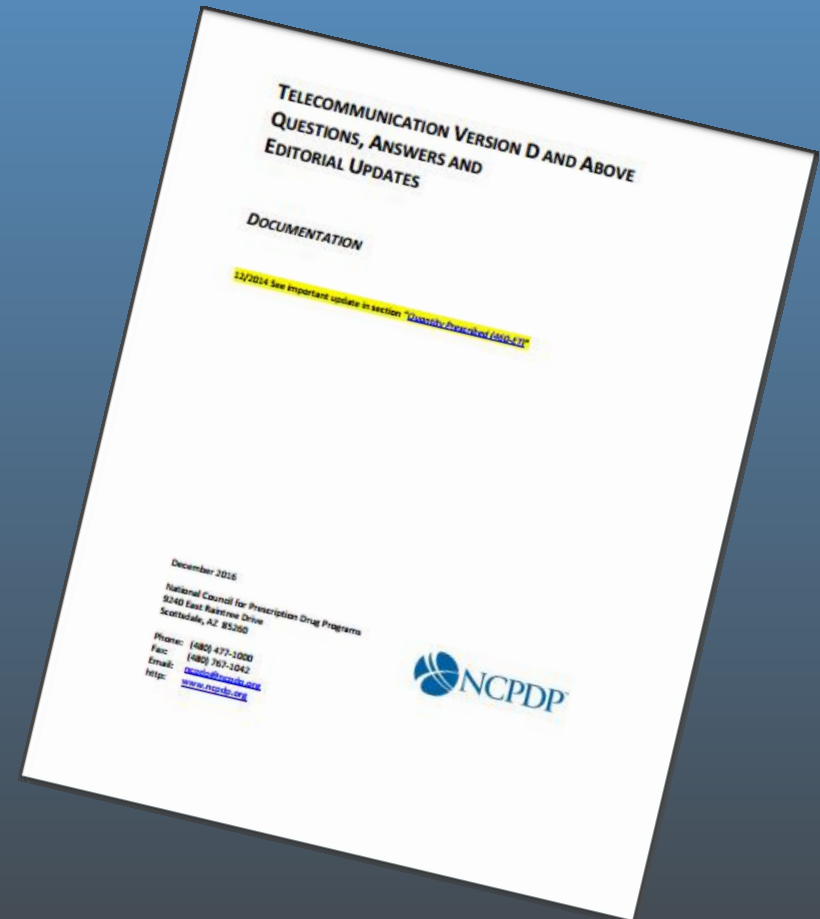 TELECOMMUNICATION VERSION D AND ABOVE
QUESTIONS, ANSWERS AND
EDITORIAL UPDATES
DOCUMENTATION
12/2014 See important update in section "Quantity Prescribed (460-ET)"
December 2016
National Council for Prescription Drug Programs
9240 East Raintree Drive
Scottsdale, AZ 85260
Phone: (480) 477-1000
Fax: (480) 767-1042
Email: ncpdp@ncpdp.org
http: www.ncpdp.org
NCPDP